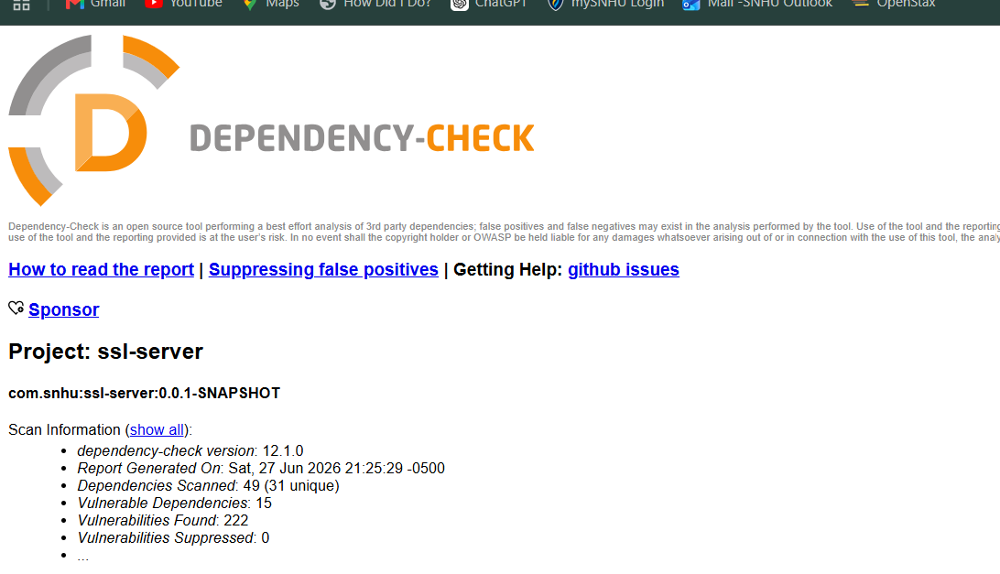 Gmail YouTube Maps How Did I Do? ChatGPT mySNHU Login Mail -SNHU Outlook OpenStax
DEPENDENCY-CHECK
Dependency-Check is an open source tool performing a best effort analysis of 3rd party dependencies; false positives and false negatives may exist in the analysis performed by the tool. Use of the tool and the reporting
use of the tool and the reporting provided is at the user's risk. In no event shall the copyright holder or OWASP be held liable for any damages whatsoever arising out of or in connection with the use of this tool, the analy
How to read the report | Suppressing false positives | Getting Help: github issues
Sponsor
Project: ssl-server
com.snhu:ssl-server:0.0.1-SNAPSHOT
Scan Information (show all):
• dependency-check version: 12.1.0
• Report Generated On: Sat, 27 Jun 2026 21:25:29 -0500
• Dependencies Scanned: 49 (31 unique)
• Vulnerable Dependencies: 15
• Vulnerabilities Found: 222
• Vulnerabilities Suppressed: 0
• ...